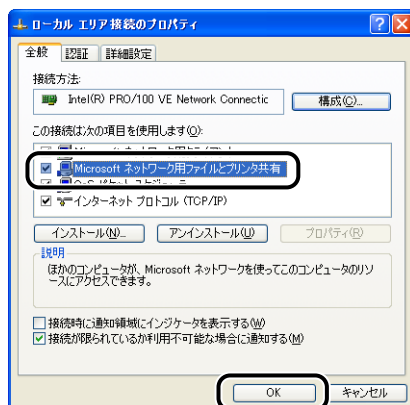 ローカル エリア接続のプロパティ
全般 認証 詳細設定
接続方法:
Intel(R) PRO/100 VE Network Connectic
構成(C)...
この接続は次の項目を使用します(O):
Microsoft ネットワーク用ファイルとプリンタ共有
インターネット プロトコル (TCP/IP)
インストール(N)... アンインストール(U) プロパティ(R)
説明
ほかのコンピュータが、Microsoft ネットワークを使ってこのコンピュータのリソ
ースにアクセスできます。
接続時に通知領域にインジケータを表示する(W)
接続が限られているか利用不可能な場合に通知する(M)
OK キャンセル